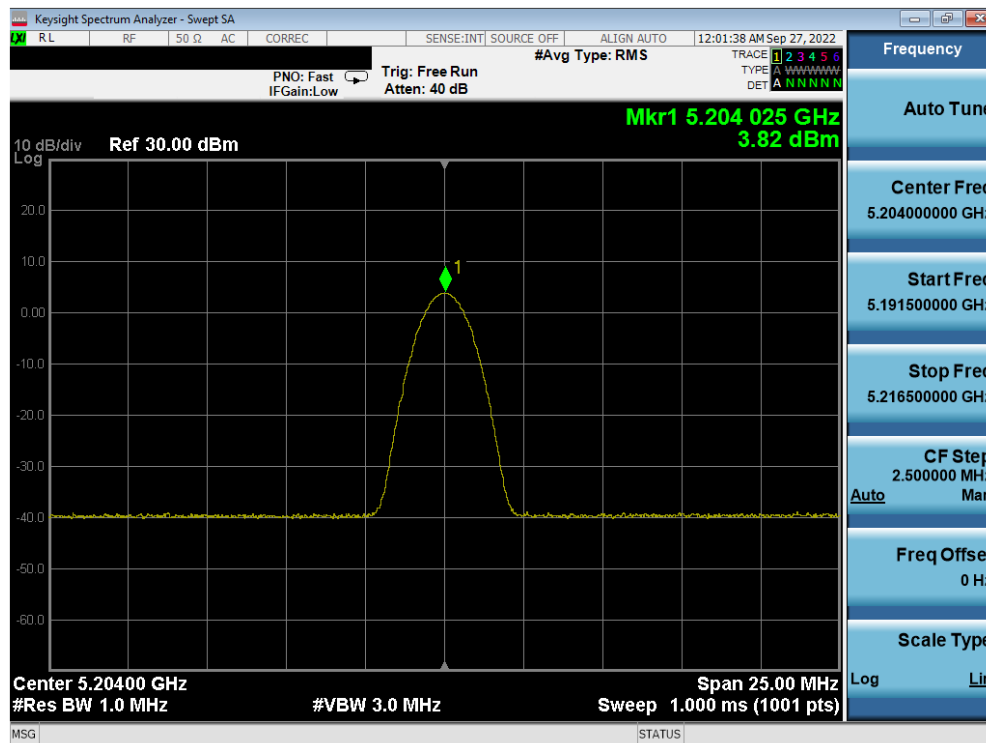 Keysight Spectrum Analyzer - Swept SA
LXI RL RF 50 Ω AC CORREC SENSE:INT SOURCE OFF ALIGN AUTO 12:01:38 AM Sep 27, 2022
#Avg Type: RMS TRACE 1 2 3 4 5 6
PNO: Fast Trig: Free Run TYPE A WWWWW
IFGain:Low Atten: 40 dB DET A N N N N N
Mkr1 5.204 025 GHz
3.82 dBm
10 dB/div Ref 30.00 dBm
Log
20.0
10.0
1
0.00
-10.0
-20.0
-30.0
-40.0
-50.0
-60.0
Center 5.20400 GHz Span 25.00 MHz
#Res BW 1.0 MHz #VBW 3.0 MHz Sweep 1.000 ms (1001 pts)
MSG STATUS
Frequency
Auto Tune
Center Freq
5.204000000 GHz
Start Freq
5.191500000 GHz
Stop Freq
5.216500000 GHz
CF Step
2.500000 MHz
Auto Man
Freq Offset
0 Hz
Scale Type
Log Lin